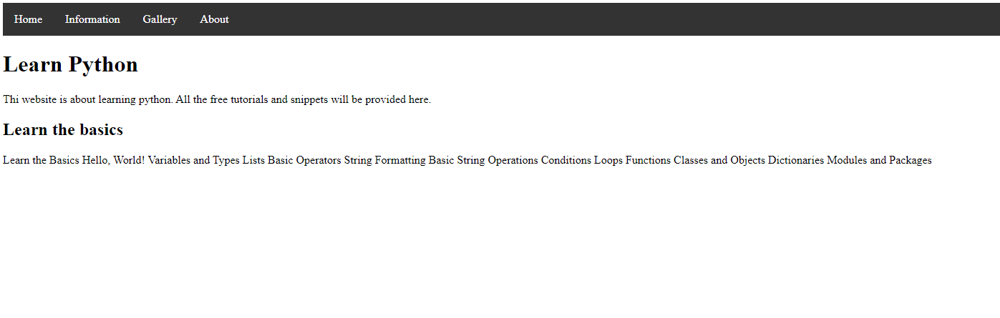 Home Information Gallery About
Learn Python
Thi website is about learning python. All the free tutorials and snippets will be provided here.
Learn the basics
Learn the Basics Hello, World! Variables and Types Lists Basic Operators String Formatting Basic String Operations Conditions Loops Functions Classes and Objects Dictionaries Modules and Packages